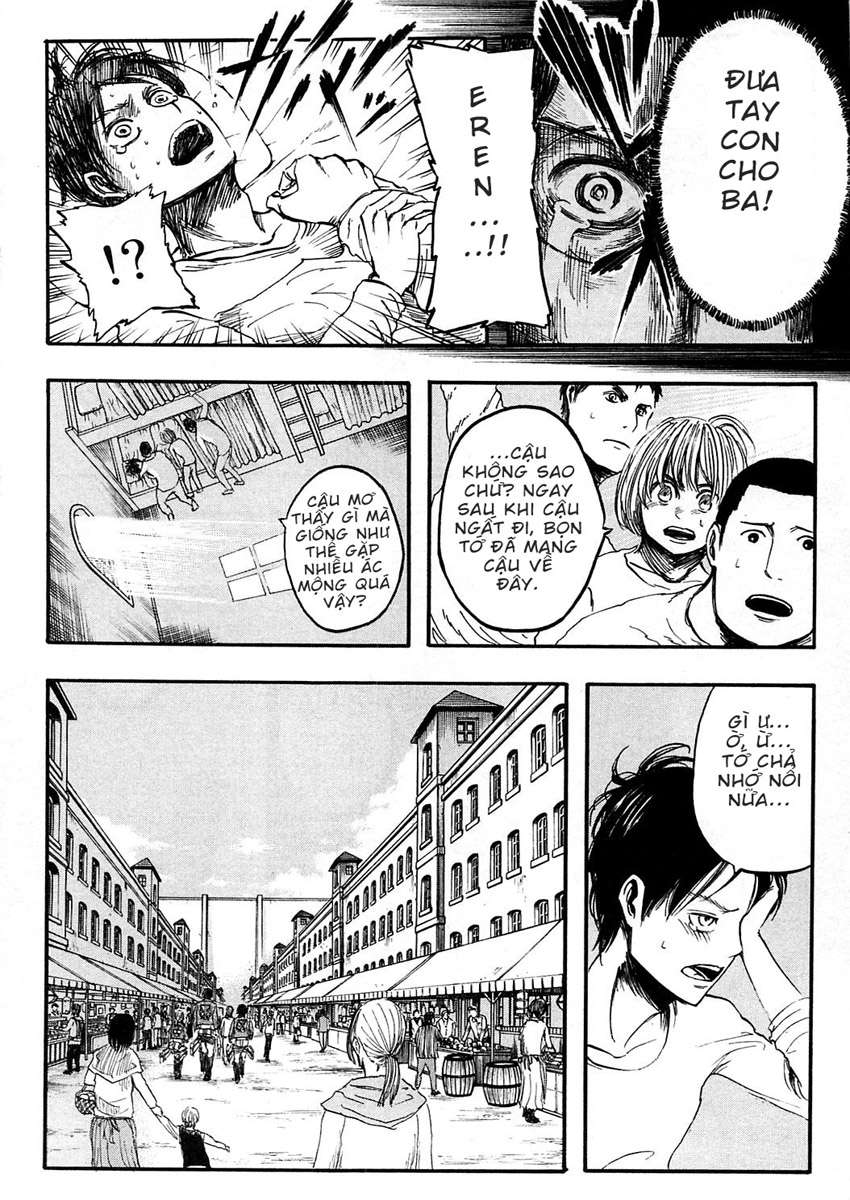 ĐƯA
TAY
CON
CHO
BA!
EREN...
...!!
!?
...CẬU
KHÔNG SAO
CHỨ? NGAY
SAU KHI CẬU
NGẤT ĐI, BỌN
TỚ ĐÃ MANG
CẬU VỀ
ĐÂY.
CẬU MƠ
THẤY GÌ MÀ
GIỐNG NHƯ
THỂ GẶP
NHIỀU ÁC
MỘNG QUÁ
VẬY?
GÌ Ư...
Ờ, Ừ...
TỚ CHẢ
NHỚ NỔI
NỮA...